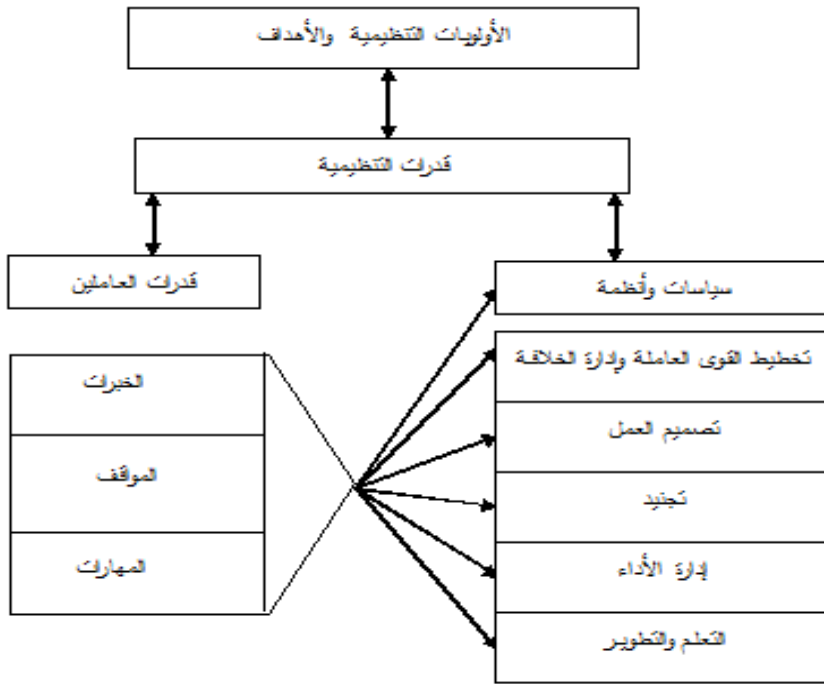 الأولويات التنظيمية والأهداف
قدرات التنظيمية
قدرات العاملين
سياسات وأنظمة
الخبرات
الموقف
المهارات
تخطيط القوى العاملة وإدارة الخلافة
تصميم العمل
تجنيد
إدارة الأداء
التعلم والتطوير